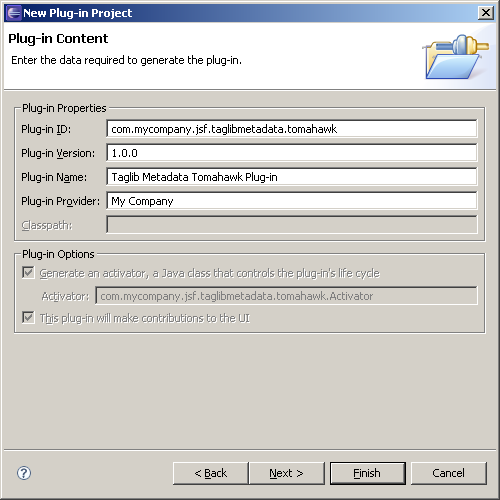 New Plug-in Project
Plug-in Content
Enter the data required to generate the plug-in.
Plug-in Properties
Plug-in ID: com.mycompany.jsf.taglibmetadata.tomahawk
Plug-in Version: 1.0.0
Plug-in Name: Taglib Metadata Tomahawk Plug-in
Plug-in Provider: My Company
Classpath:
Plug-in Options
Generate an activator, a Java class that controls the plug-in's life cycle
Activator: com.mycompany.jsf.taglibmetadata.tomahawk.Activator
This plug-in will make contributions to the UI
? < Back Next > Finish Cancel